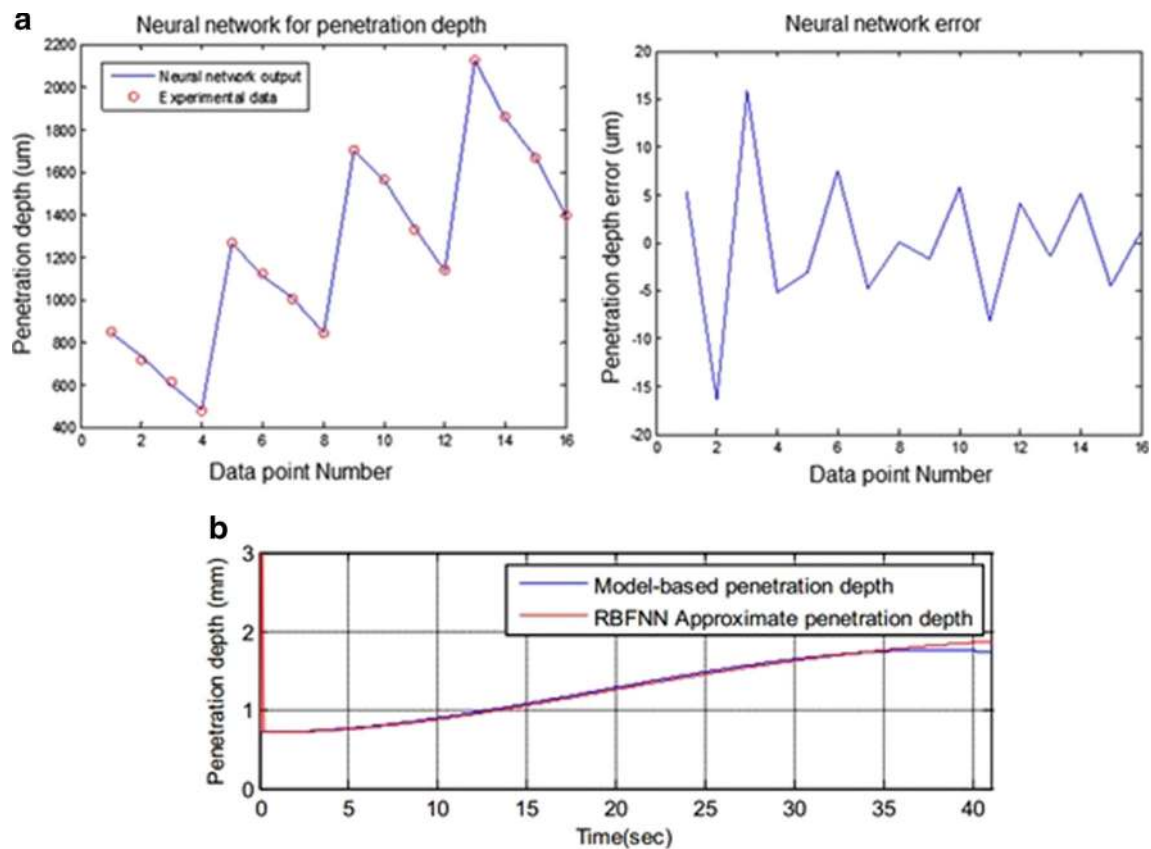 a
Neural network for penetration depth
2200
2000
1800
1600
1400
1200
1000
800
600
400
Penetration depth (um)
Neural network output
Experimental data
0 2 4 6 8 10 12 14 16
Data point Number
Neural network error
20
15
10
5
0
-5
-10
-15
-20
Penetration depth error (um)
0 2 4 6 8 10 12 14 16
Data point Number
b
3
2
1
0
Penetration depth (mm)
Model-based penetration depth
RBFNN Approximate penetration depth
0 5 10 15 20 25 30 35 40
Time(sec)